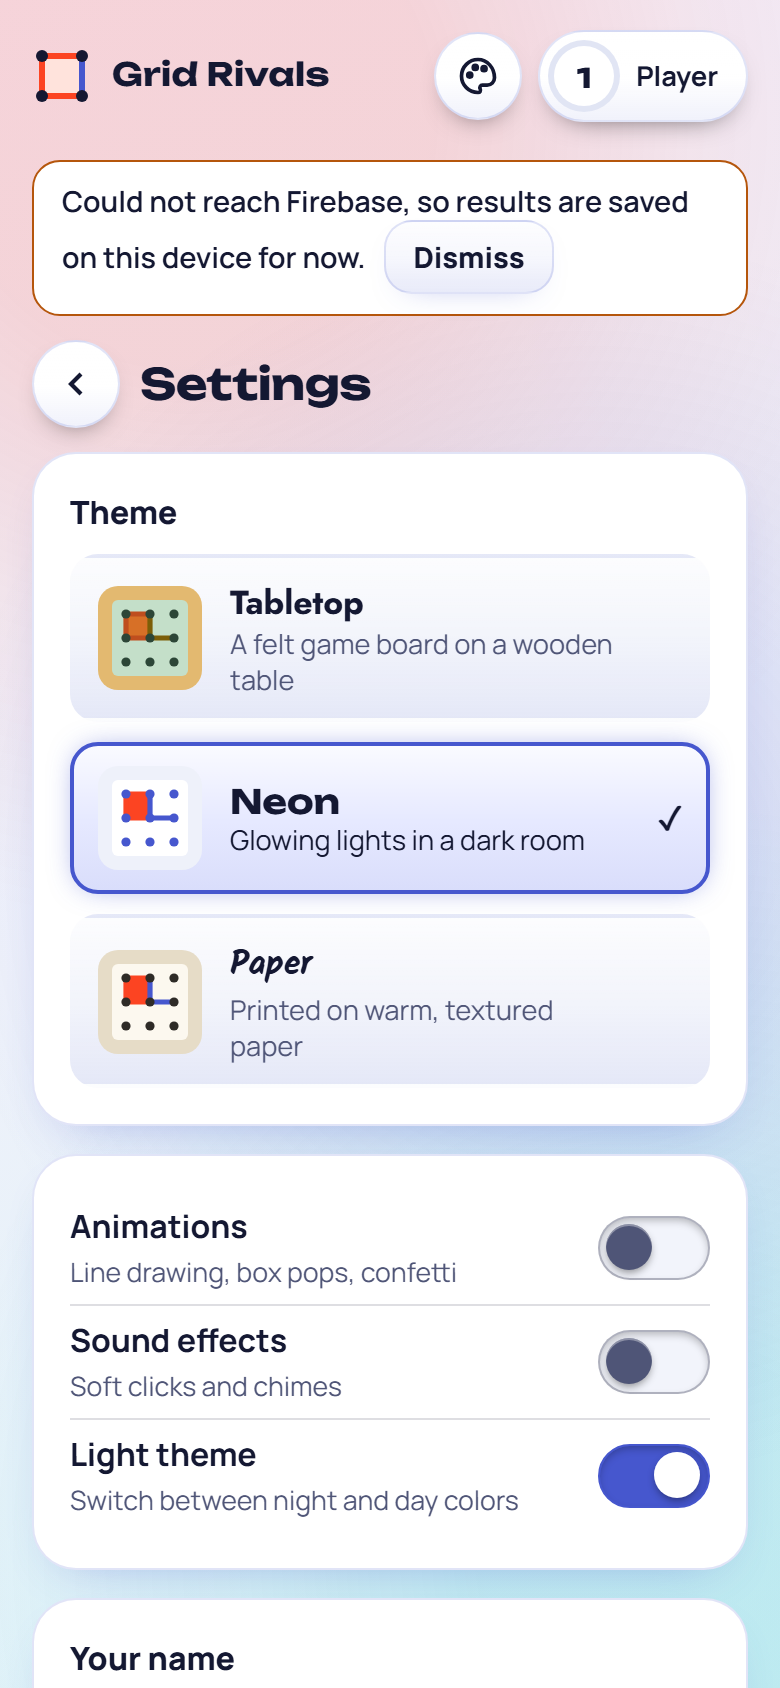 Grid Rivals
1 Player
Could not reach Firebase, so results are saved
on this device for now. Dismiss
Settings
Theme
Tabletop
A felt game board on a wooden
table
Neon
Glowing lights in a dark room
Paper
Printed on warm, textured
paper
Animations
Line drawing, box pops, confetti
Sound effects
Soft clicks and chimes
Light theme
Switch between night and day colors
Your name